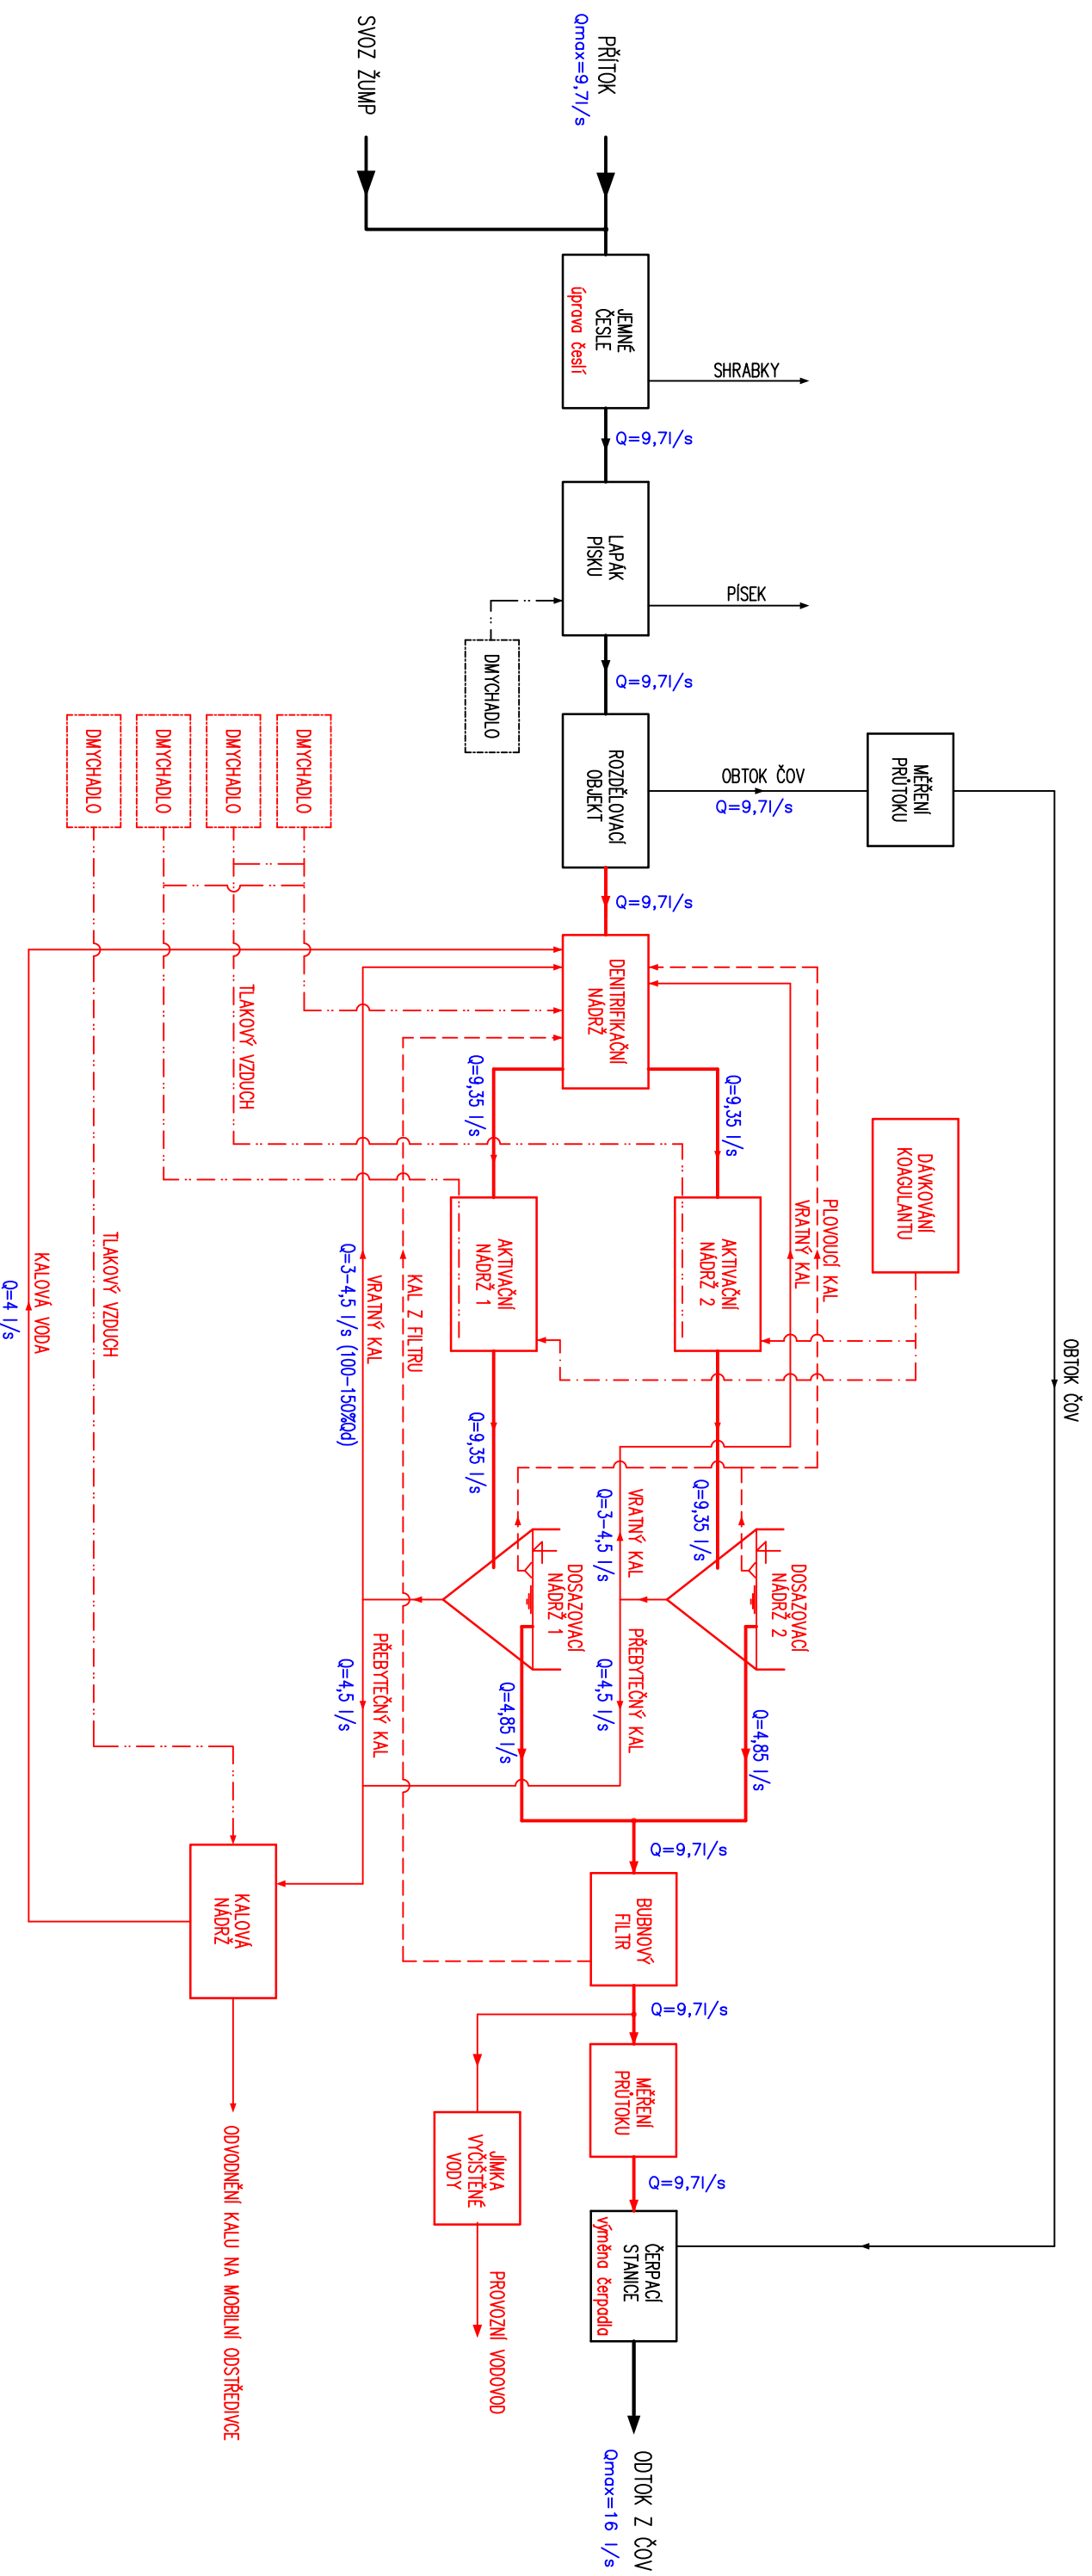 PŘÍTOK
Qmax=9,7l/s
SVOZ ŽUMP
JEMNÉ
ČESLE
úprava česlí
SHRABKY
Q=9,7l/s
LAPÁK
PÍSKU
PÍSEK
DMYCHADLO
Q=9,7l/s
ROZDĚLOVACÍ
OBJEKT
OBTOK ČOV
Q=9,7l/s
MĚŘENÍ
PRŮTOKU
OBTOK ČOV
Q=9,7l/s
DMYCHADLO
DMYCHADLO
DMYCHADLO
DMYCHADLO
DENITRIFIKAČNÍ
NÁDRŽ
TLAKOVÝ VZDUCH
TLAKOVÝ VZDUCH
KALOVÁ VODA
Q=4 l/s
Q=9,35 l/s
Q=9,35 l/s
DÁVKOVÁNÍ
KOAGULANTU
PLOVOUCÍ KAL
VRATNÝ KAL
AKTIVAČNÍ
NÁDRŽ 2
AKTIVAČNÍ
NÁDRŽ 1
KAL Z FILTRU
VRATNÝ KAL
Q=3-4,5 l/s (100-150%Qd)
Q=9,35 l/s
Q=9,35 l/s
VRATNÝ KAL
Q=3-4,5 l/s
DOSAZOVACÍ
NÁDRŽ 2
DOSAZOVACÍ
NÁDRŽ 1
PŘEBYTEČNÝ KAL
Q=4,5 l/s
PŘEBYTEČNÝ KAL
Q=4,5 l/s
Q=4,85 l/s
Q=4,85 l/s
Q=9,7l/s
BUBNOVÝ
FILTR
KALOVÁ
NÁDRŽ
Q=9,7l/s
MĚŘENÍ
PRŮTOKU
JÍMKA
VYČIŠTĚNÉ
VODY
ODVODNĚNÍ KALU NA MOBILNÍ ODSTŘEDIVCE
PROVOZNÍ VODOVOD
Q=9,7l/s
ČERPACÍ
STANICE
výměna čerpadla
ODTOK Z ČOV
Qmax=16 l/s